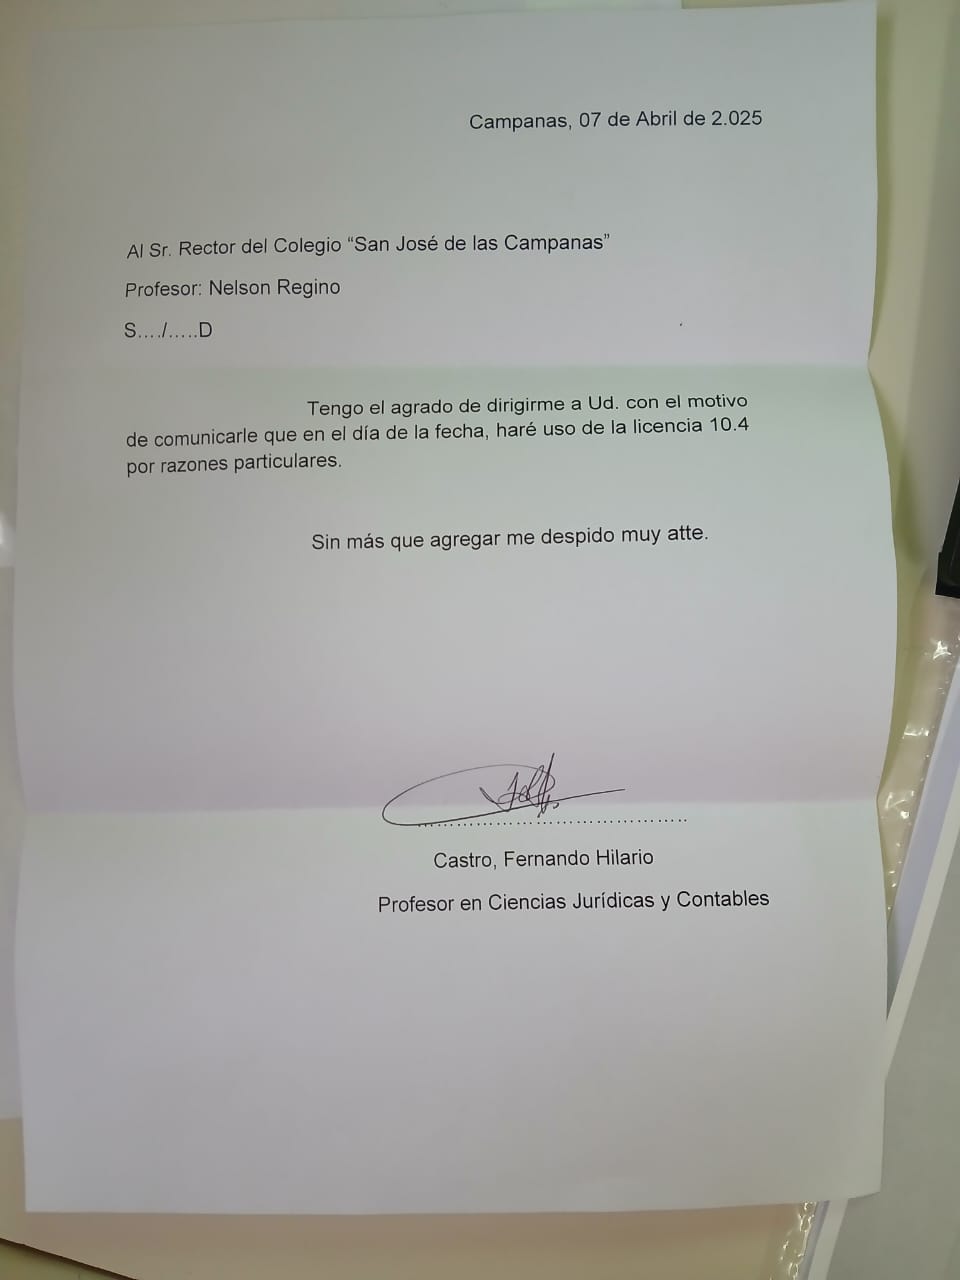 Campanas, 07 de Abril de 2.025
Al Sr. Rector del Colegio “San José de las Campanas”
Profesor: Nelson Regino
S..../.....D
Tengo el agrado de dirigirme a Ud. con el motivo
de comunicarle que en el día de la fecha, haré uso de la licencia 10.4
por razones particulares.
Sin más que agregar me despido muy atte.
Castro, Fernando Hilario
Profesor en Ciencias Jurídicas y Contables